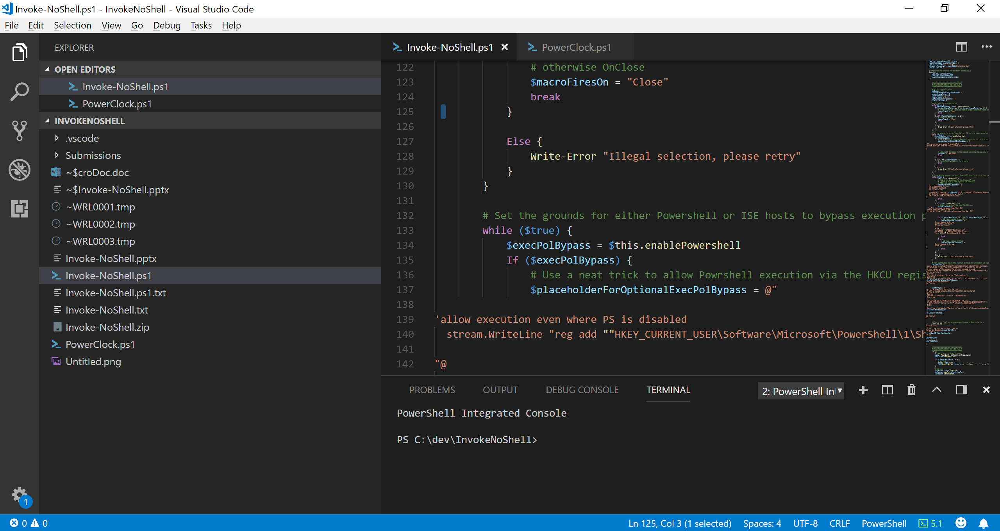 Invoke-NoShell.ps1 - InvokeNoShell - Visual Studio Code
File Edit Selection View Go Debug Tasks Help
EXPLORER
OPEN EDITORS
Invoke-NoShell.ps1
PowerClock.ps1
INVOKENOSHELL
.vscode
Submissions
~$croDoc.doc
~$Invoke-NoShell.pptx
~WRL0001.tmp
~WRL0002.tmp
~WRL0003.tmp
Invoke-NoShell.pptx
Invoke-NoShell.ps1
Invoke-NoShell.ps1.txt
Invoke-NoShell.txt
Invoke-NoShell.zip
PowerClock.ps1
Untitled.png
1
Invoke-NoShell.ps1 PowerClock.ps1
122 # otherwise OnClose
123 $macroFiresOn = "Close"
124 break
125 }
126
127 Else {
128 Write-Error "Illegal selection, please retry"
129 }
130 }
131
132 # Set the grounds for either Powershell or ISE hosts to bypass execution p
133 while ($true) {
134 $execPolBypass = $this.enablePowershell
135 If ($execPolBypass) {
136 # Use a neat trick to allow Powrshell execution via the HKCU regis
137 $placeholderForOptionalExecPolBypass = @"
138
139 'allow execution even where PS is disabled
140 stream.WriteLine "reg add ""HKEY_CURRENT_USER\Software\Microsoft\PowerShell\1\Sh
141
142 "@
PROBLEMS OUTPUT DEBUG CONSOLE TERMINAL 2: PowerShell Int
PowerShell Integrated Console
PS C:\dev\InvokeNoShell>
0 0 Ln 125, Col 3 (1 selected) Spaces: 4 UTF-8 CRLF PowerShell 5.1